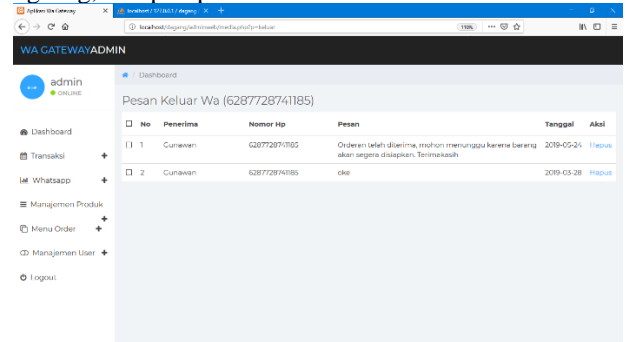 Aplikasi Wa Gateway
localhost / 127.0.0.1 / dagang
localhost/dagang/adminweb/media.php?p=keluar
110%
WA GATEWAYADMIN
admin
ONLINE
Dashboard
Transaksi
Whatsapp
Manajemen Produk
Menu Order
Manajemen User
Logout
/ Dashboard
Pesan Keluar Wa (6287728741185)
No Penerima Nomor Hp Pesan Tanggal Aksi
1 Gunawan 6287728741185 Orderan telah diterima, mohon menunggu karena barang 2019-05-24 Hapus
akan segera disiapkan. Terimakasih
2 Gunawan 6287728741185 oke 2019-03-28 Hapus